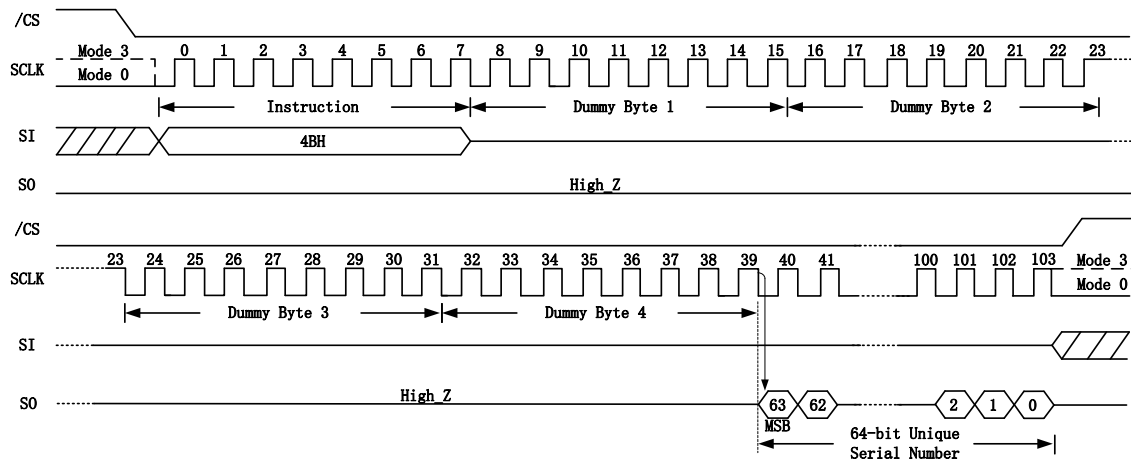 /CS
Mode 3 0 1 2 3 4 5 6 7 8 9 10 11 12 13 14 15 16 17 18 19 20 21 22 23
SCLK Mode 0
Instruction Dummy Byte 1 Dummy Byte 2
SI 4BH
SO High_Z
/CS
23 24 25 26 27 28 29 30 31 32 33 34 35 36 37 38 39 40 41 100 101 102 103 Mode 3
SCLK Mode 0
Dummy Byte 3 Dummy Byte 4
SI
SO High_Z 63 62 2 1 0
MSB 64-bit Unique
Serial Number